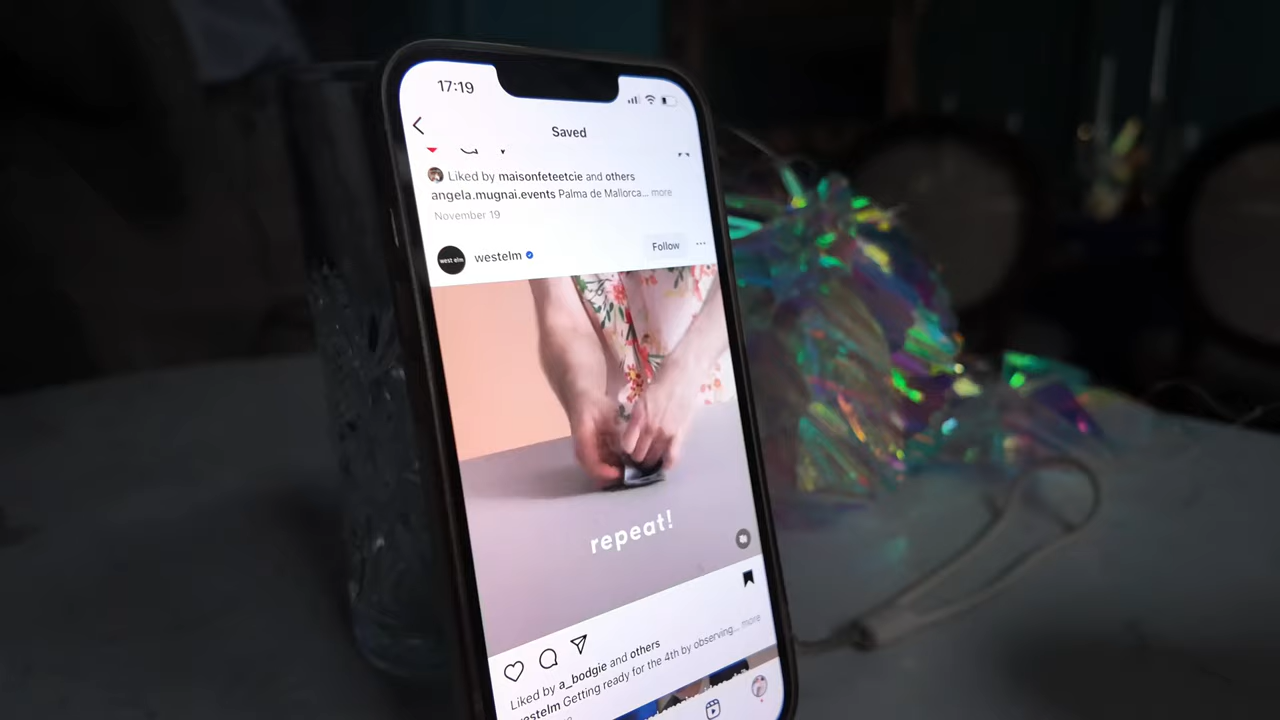 17:19
Saved
Liked by maisonfeteetcie and others
angela.mugnai.events Palma de Mallorca... more
November 19
west elm
westelm
Follow
repeat!
Liked by a_bodgie and others
westelm Getting ready for the 4th by observing... more